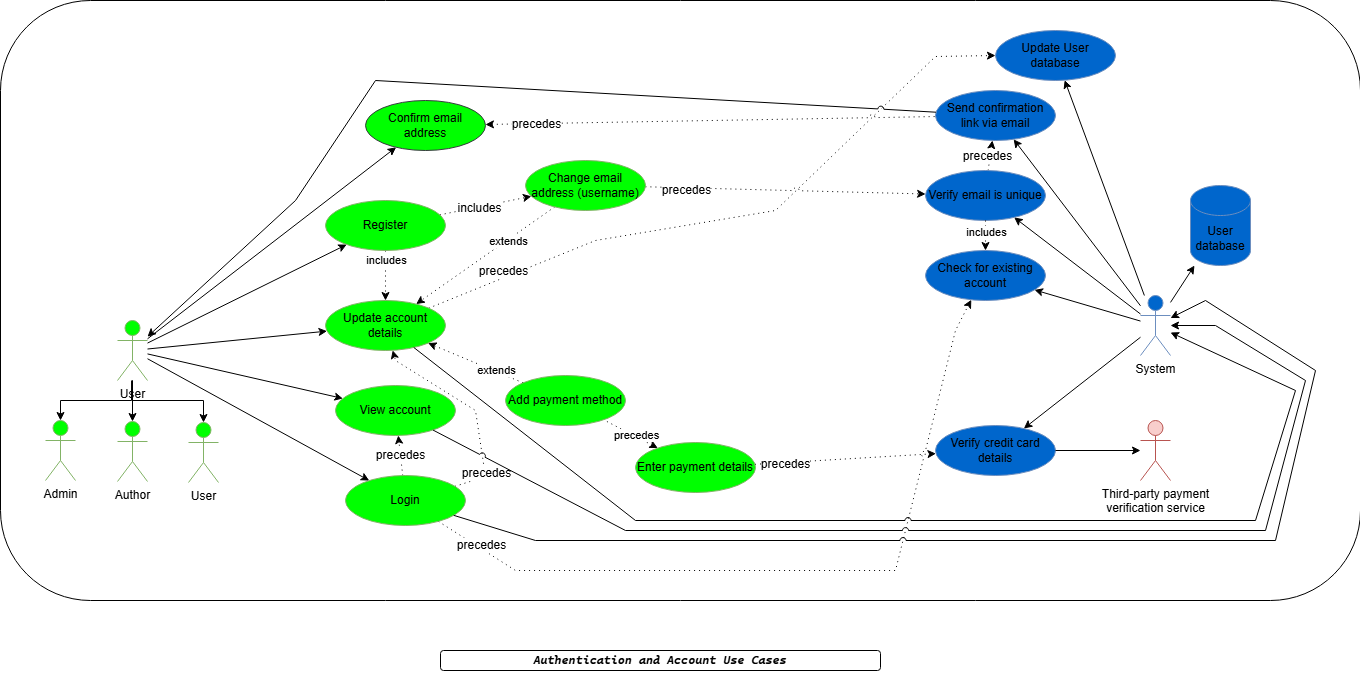 Update User
database
Confirm email
address
precedes
Send confirmation
link via email
precedes
Change email
address (username)
precedes
Verify email is unique
includes
Register
User
database
includes
extends
includes
precedes
Check for existing
account
Update account
details
User
System
extends
View account
Add payment method
precedes
precedes
Enter payment details
precedes
Verify credit card
details
precedes
Login
Admin
Author
User
Third-party payment
verification service
precedes
Authentication and Account Use Cases